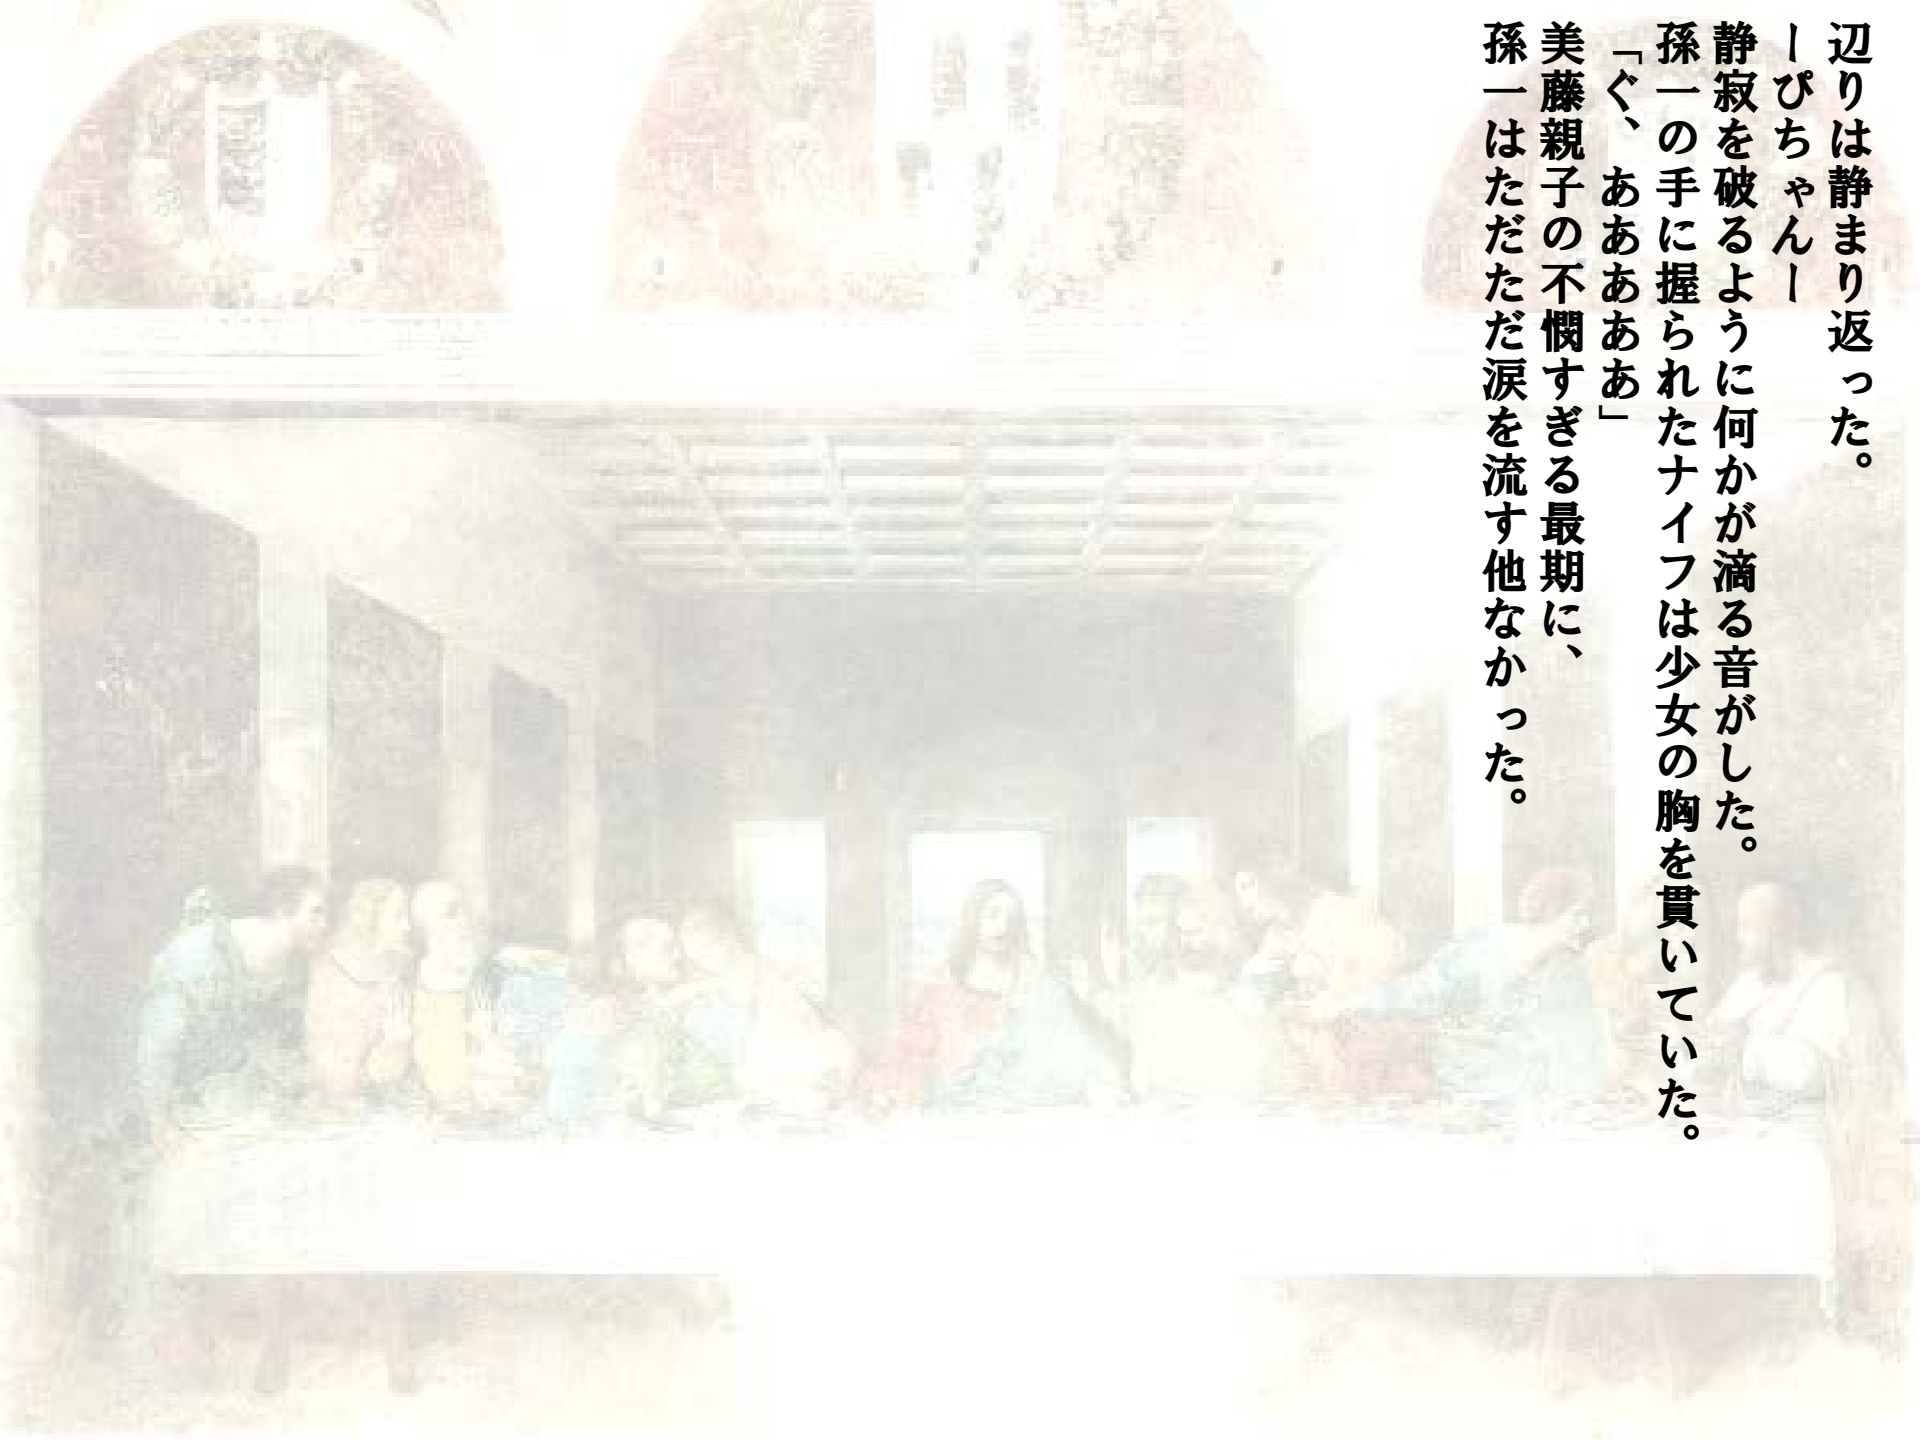 辺りは静まり返った。
ーぴちゃんー
静寂を破るように何かが滴る音がした。
孫一の手に握られたナイフは少女の胸を貫いていた。
「ぐ、あああああ」
美藤親子の不憫すぎる最期に、
孫一はただただ涙を流す他なかった。